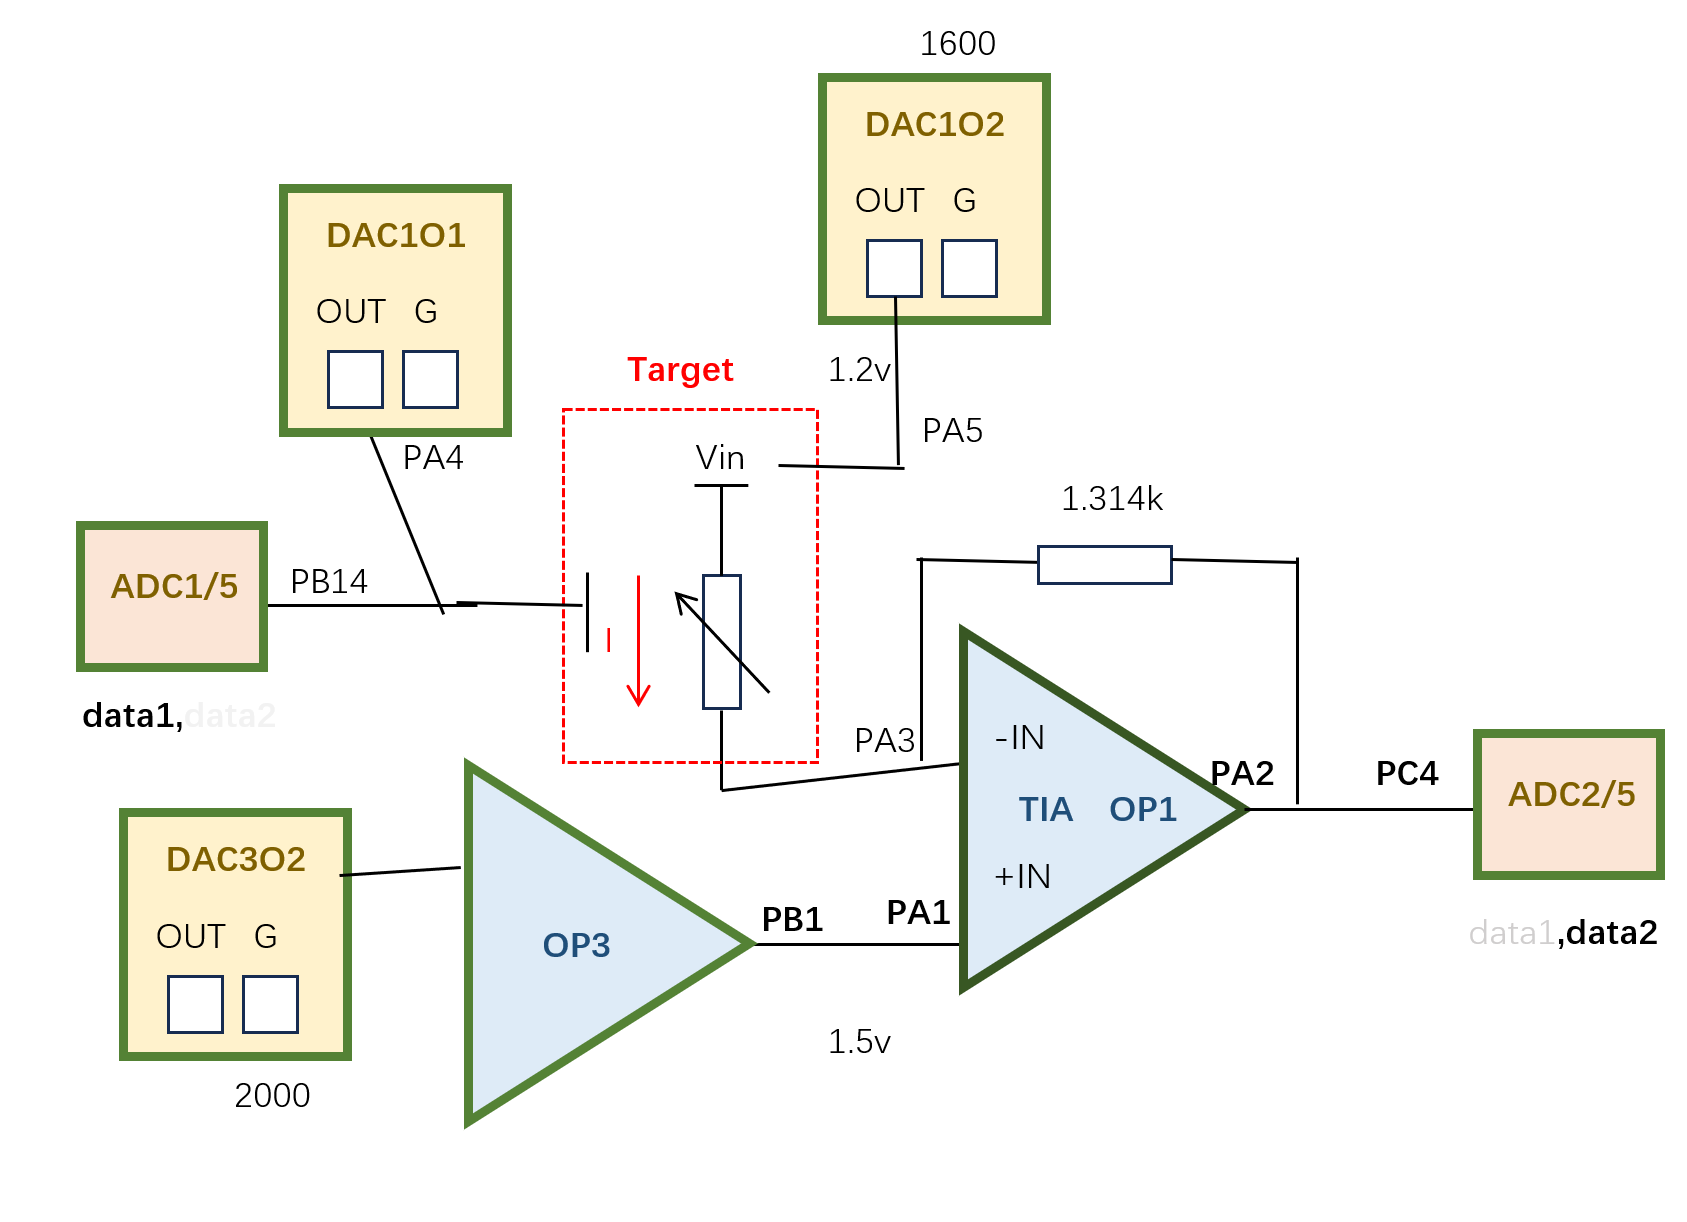 1600
DAC1O2
OUT G
DAC1O1
OUT G
Target
1.2v
PA5
PA4
Vin
1.314k
ADC1/5
PB14
I
data1,data2
PA3
-IN
PA2
PC4
ADC2/5
TIA OP1
DAC3O2
+IN
OUT G
OP3
PB1
PA1
data1,data2
1.5v
2000